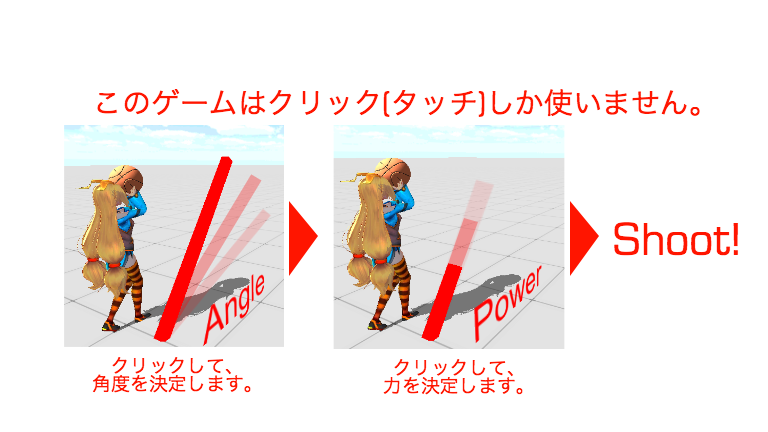 このゲームはクリック(タッチ)しか使いません。
Angle
Power
Shoot!
クリックして、
角度を決定します。
クリックして、
力を決定します。